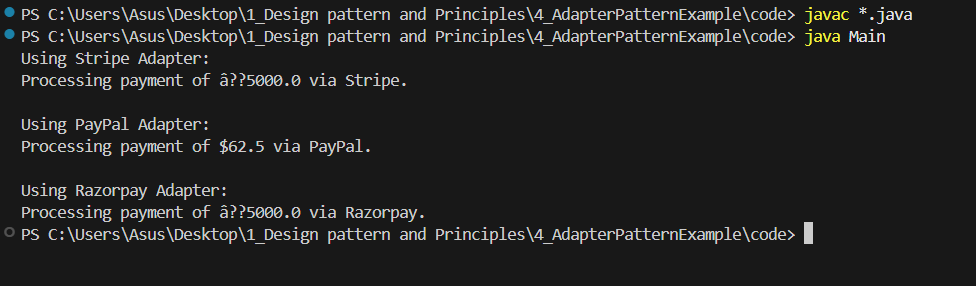 PS C:\Users\Asus\Desktop\1_Design pattern and Principles\4_AdapterPatternExample\code> javac *.java
PS C:\Users\Asus\Desktop\1_Design pattern and Principles\4_AdapterPatternExample\code> java Main
Using Stripe Adapter:
Processing payment of â??5000.0 via Stripe.

Using PayPal Adapter:
Processing payment of $62.5 via PayPal.

Using Razorpay Adapter:
Processing payment of â??5000.0 via Razorpay.
PS C:\Users\Asus\Desktop\1_Design pattern and Principles\4_AdapterPatternExample\code>